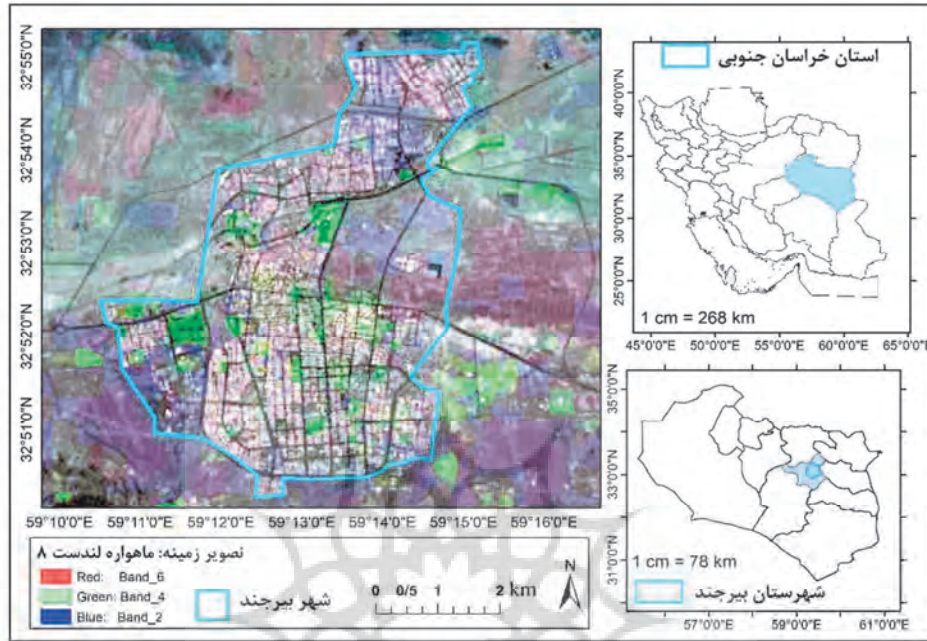 32°55'0"N
32°54'0"N
32°53'0"N
32°52'0"N
32°51'0"N
59°10'0"E 59°11'0"E 59°12'0"E 59°13'0"E 59°14'0"E 59°15'0"E 59°16'0"E
تصویر زمینه: ماهواره لندست ۸
Red: Band_6
Green: Band_4
Blue: Band_2
شهر بیرجند
0 0/5 1 2 km
N
استان خراسان جنوبی
40°0'0"N
35°0'0"N
30°0'0"N
25°0'0"N
1 cm = 268 km
45°0'0"E 50°0'0"E 55°0'0"E 60°0'0"E 65°0'0"E
35°0'0"N
33°0'0"N
31°0'0"N
1 cm = 78 km
شهرستان بیرجند
57°0'0"E 59°0'0"E 61°0'0"E